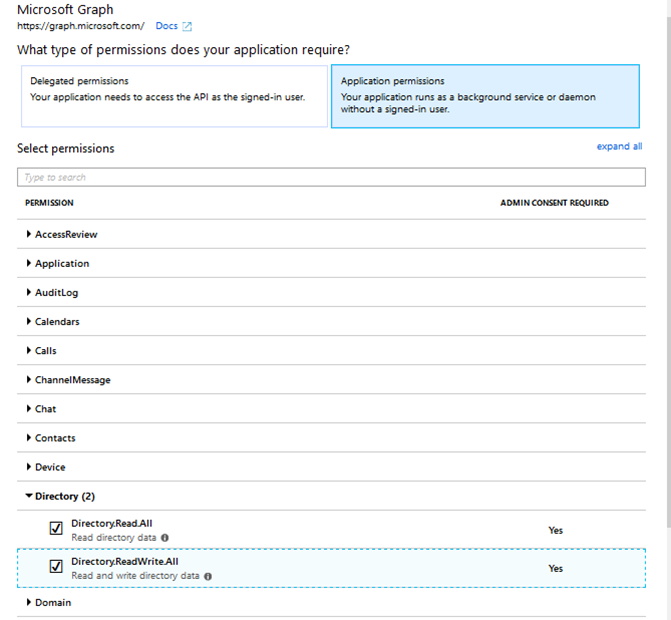 Microsoft Graph
https://graph.microsoft.com/ Docs
What type of permissions does your application require?
Delegated permissions
Your application needs to access the API as the signed-in user.
Application permissions
Your application runs as a background service or daemon
without a signed-in user.
Select permissions
expand all
Type to search
PERMISSION
ADMIN CONSENT REQUIRED
AccessReview
Application
AuditLog
Calendars
Calls
ChannelMessage
Chat
Contacts
Device
Directory (2)
Directory.Read.All
Read directory data
Yes
Directory.ReadWrite.All
Read and write directory data
Yes
Domain